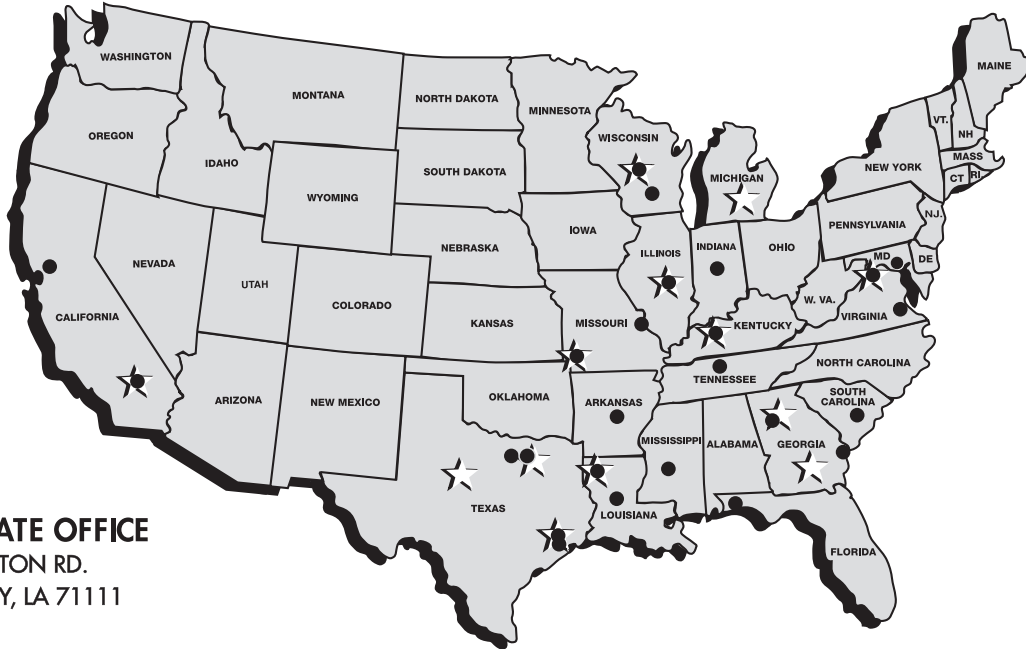 WASHINGTON
MAINE
MONTANA
NORTH DAKOTA
MINNESOTA
VT.
OREGON
WISCONSIN
NH
IDAHO
MASS
SOUTH DAKOTA
MICHIGAN
NEW YORK
CT
RI.
WYOMING
NJ.
PENNSYLVANIA
IOWA
NEBRASKA
ILLINOIS
INDIANA
OHIO
MD
DE
NEVADA
UTAH
COLORADO
W. VA.
CALIFORNIA
KANSAS
MISSOURI
KENTUCKY
VIRGINIA
NORTH CAROLINA
TENNESSEE
ARIZONA
NEW MEXICO
OKLAHOMA
ARKANSAS
SOUTH
CAROLINA
MISSISSIPPI
ALABAMA
GEORGIA
TEXAS
LOUISIANA
FLORIDA
ATE OFFICE
TON RD.
Y, LA 71111